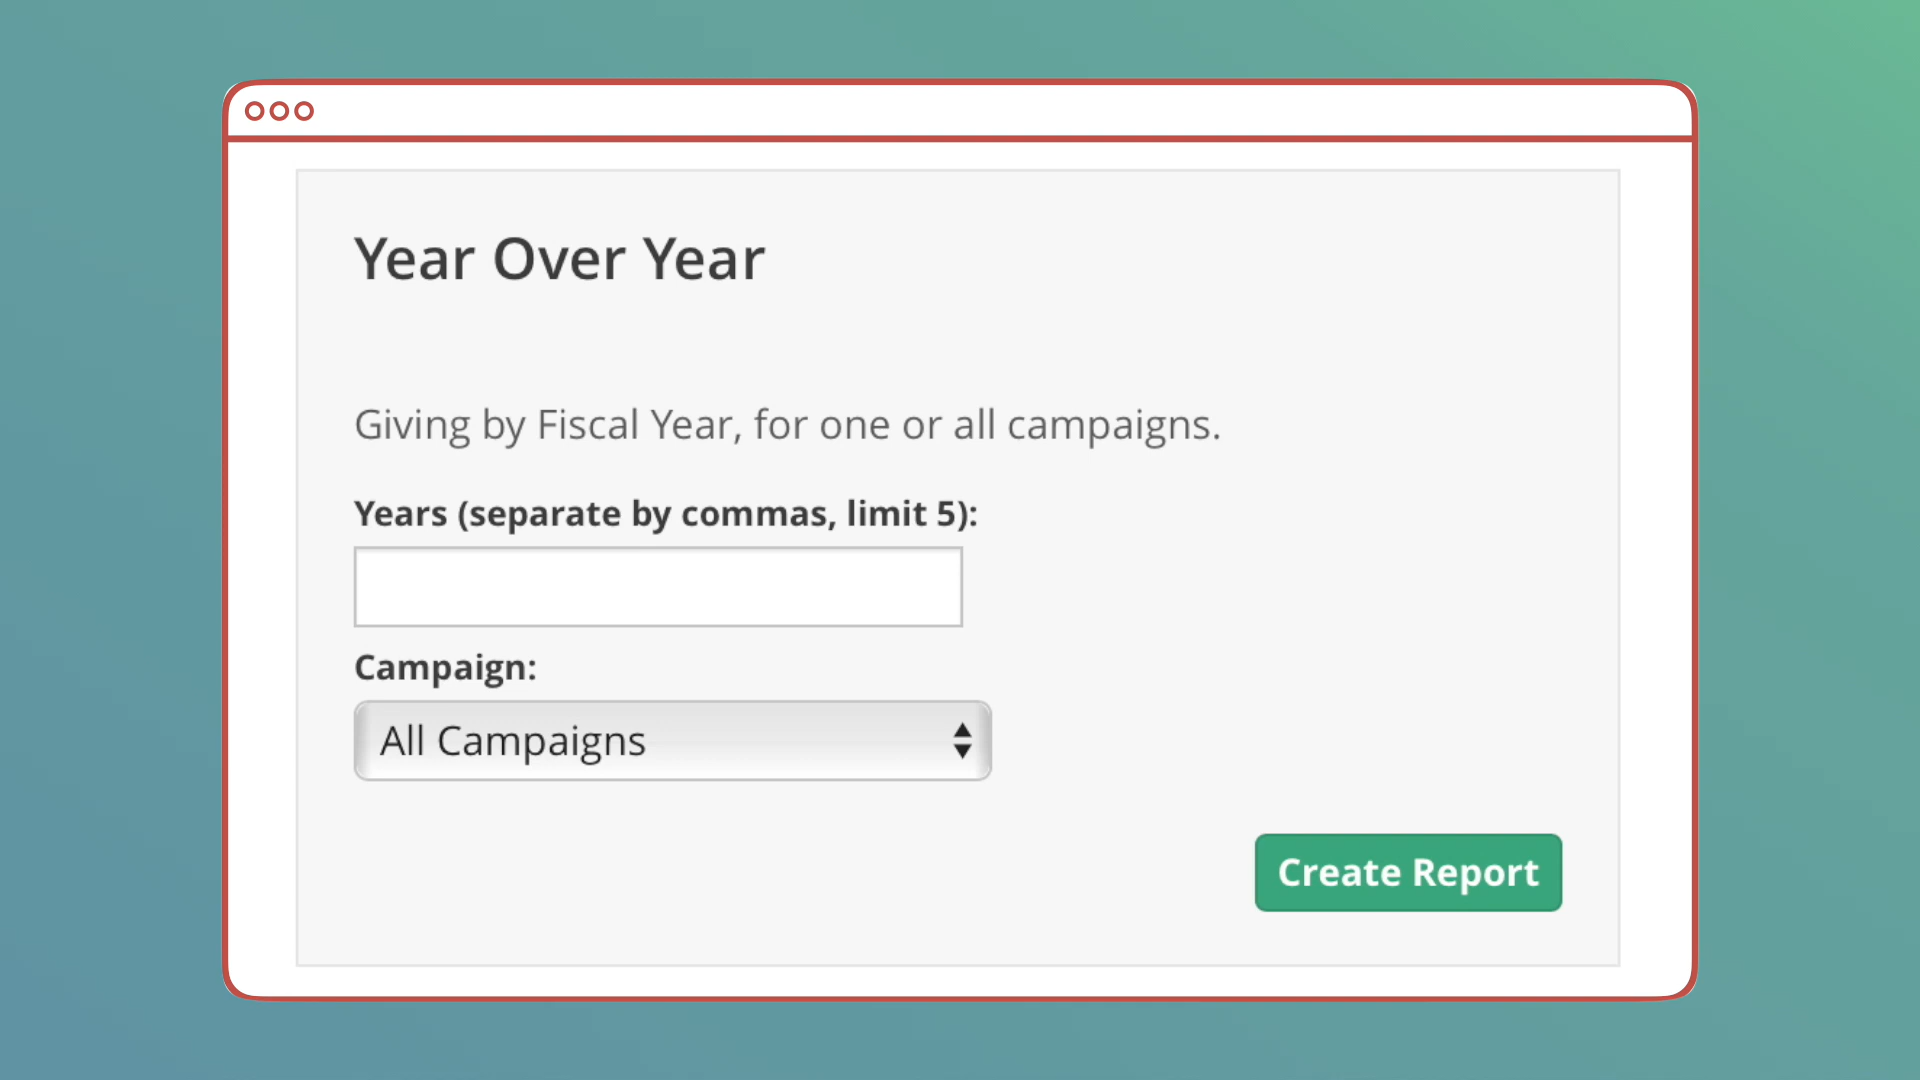 Year Over Year
Giving by Fiscal Year, for one or all campaigns.
Years (separate by commas, limit 5):
Campaign:
All Campaigns
Create Report